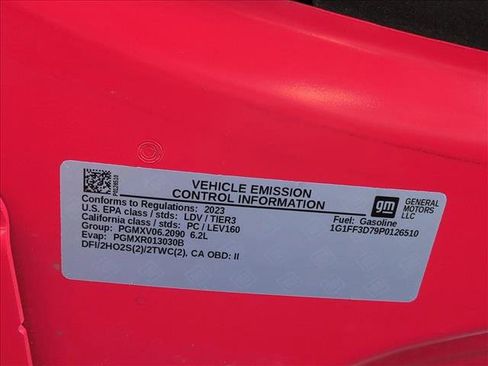 P0126510
VEHICLE EMISSION
CONTROL INFORMATION
Conforms to Regulations: 2023
U.S. EPA class / stds: LDV / TIER3
California class / stds: PC / LEV160
Group: PGMXV06.2090 6.2L
Evap: PGMXR013030B
DFI/2HO2S(2)/2TWC(2), CA OBD: II
gm
GENERAL
MOTORS
LLC
Fuel: Gasoline
1G1FF3D79P0126510